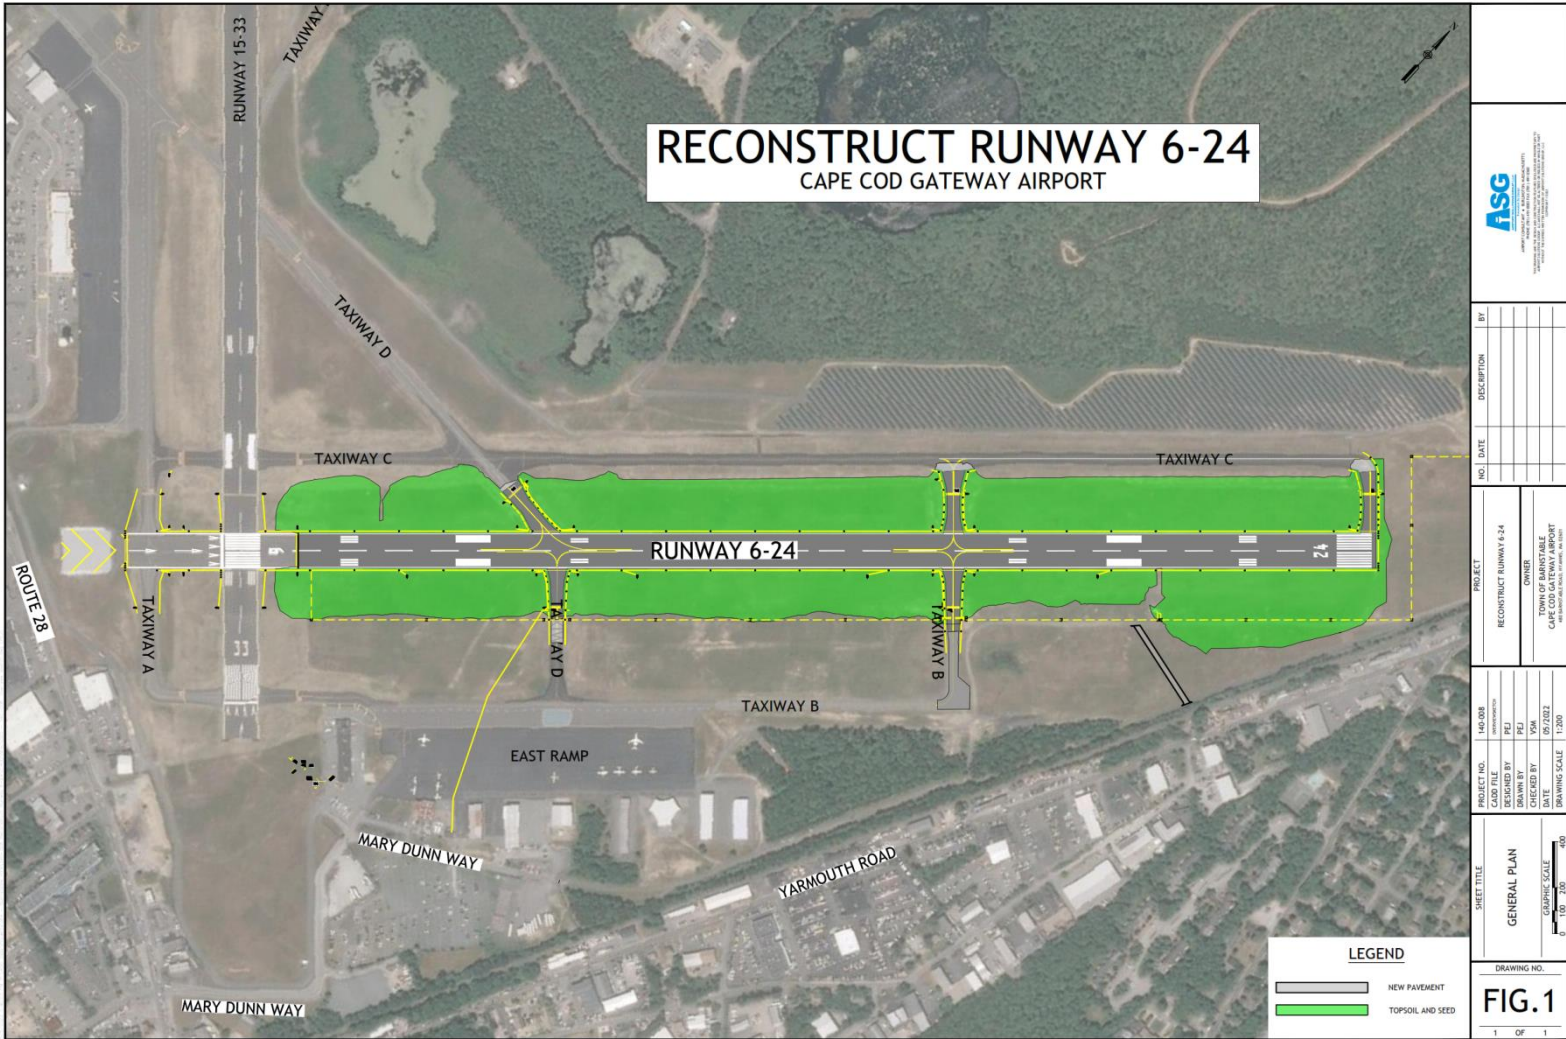 RECONSTRUCT RUNWAY 6-24
CAPE COD GATEWAY AIRPORT
RUNWAY 15-33
TAXIWAY
TAXIWAY D
TAXIWAY C
TAXIWAY C
6
RUNWAY 6-24
24
ROUTE 28
TAXIWAY A
33
TAXIWAY B
TAXIWAY B
EAST RAMP
MARY DUNN WAY
YARMOUTH ROAD
MARY DUNN WAY
LEGEND
NEW PAVEMENT
TOPSOIL AND SEED
ASG
NO.
DATE
DESCRIPTION
BY
PROJECT
RECONSTRUCT RUNWAY 6-24
OWNER
TOWN OF BARNSTABLE
CAPE COD GATEWAY AIRPORT
PROJECT NO. 140-008
CADD FILE
DESIGNED BY PEJ
DRAWN BY PEJ
CHECKED BY VSM
DATE 05/2022
DRAWING SCALE 1:200
SHEET TITLE
GENERAL PLAN
GRAPHIC SCALE
0 100 200 400
DRAWING NO.
FIG.1
1 OF 1